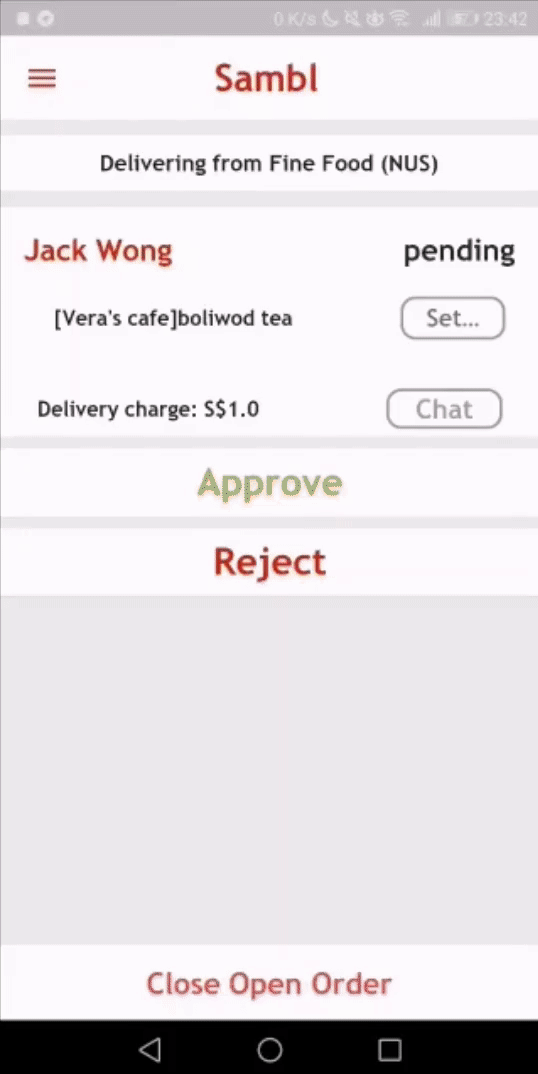 0 K/s 23:42
Sambl
Delivering from Fine Food (NUS)
Jack Wong pending
[Vera's cafe]boliwod tea Set...
Delivery charge: S$1.0 Chat
Approve
Reject
Close Open Order